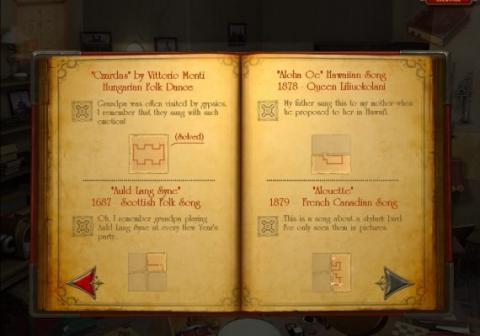 "Czardas" by Vittorio Monti
Hungarian Folk Dance
Grandpa was often visited by gypsies.
I remember that they sang with such
emotion!
(Solved)
"Auld Lang Syne"
1687 - Scottish Folk Song
Oh, I remember grandpa playing
Auld Lang Syne at every New Year's
party.
"Aloha Oe" Hawaiian Song
1878 - Queen Liliuokolani
My father sang this to my mother when
he proposed to her in Hawaii.
"Alouette"
1879 - French Canadian Song
This is a song about a skylark bird.
I've only seen them in pictures.